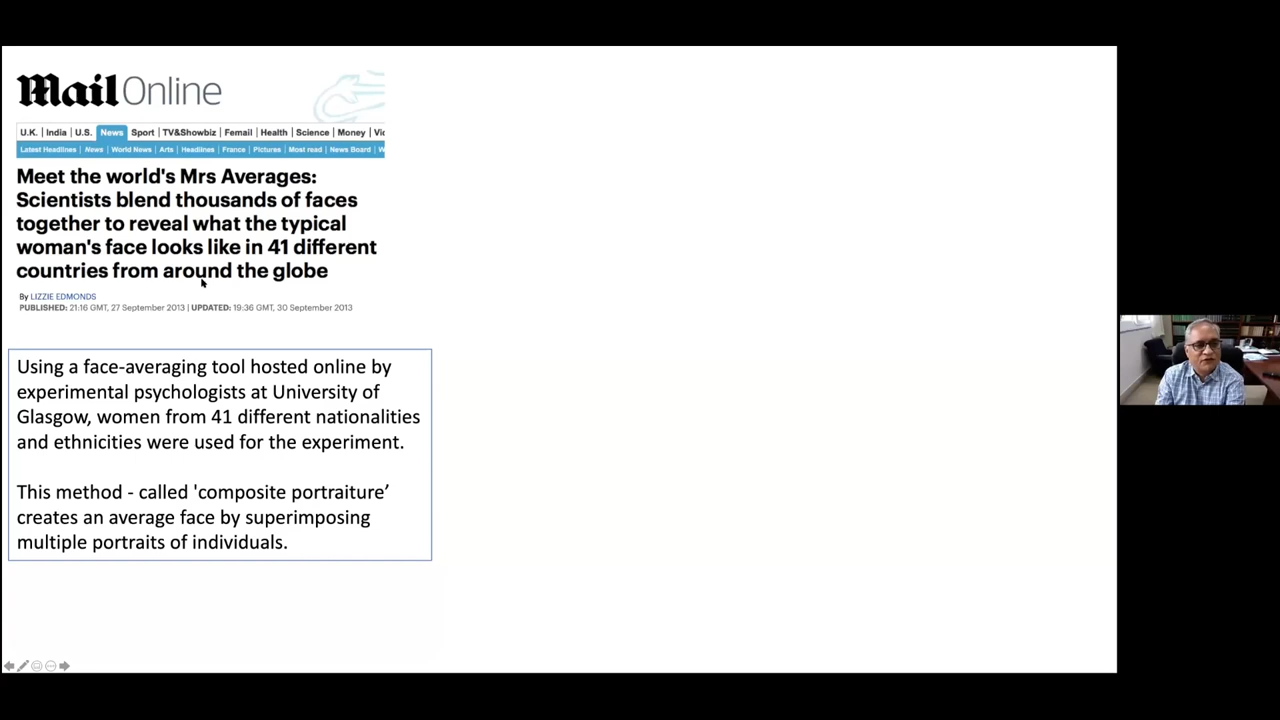 Mail Online
U.K. | India | U.S. News Sport | TV&Showbiz | Femail | Health | Science | Money |
Latest Headlines | News | World News | Arts | Headlines | France | Pictures | Most read | News Board | W
Meet the world's Mrs Averages:
Scientists blend thousands of faces
together to reveal what the typical
woman's face looks like in 41 different
countries from around the globe
By LIZZIE EDMONDS
PUBLISHED: 21:16 GMT, 27 September 2013 | UPDATED: 19:36 GMT, 30 September 2013
Using a face-averaging tool hosted online by
experimental psychologists at University of
Glasgow, women from 41 different nationalities
and ethnicities were used for the experiment.
This method - called 'composite portraiture’
creates an average face by superimposing
multiple portraits of individuals.